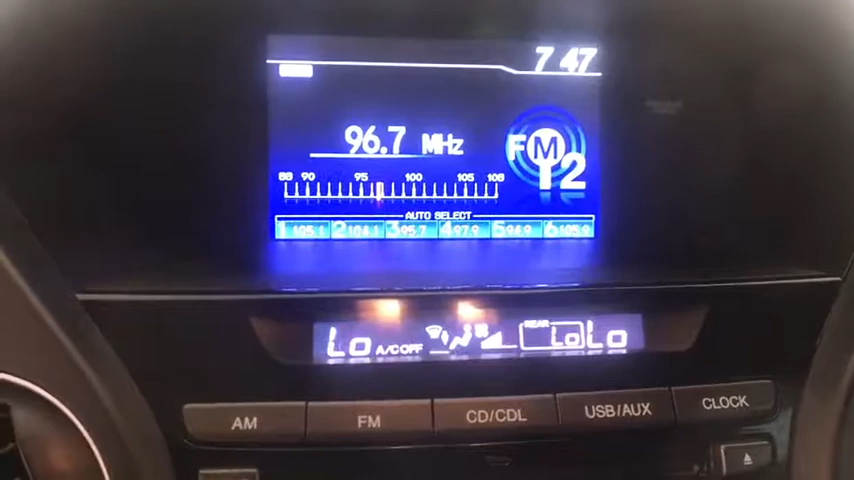 7 47
96.7 MHz
FM 2
88 90 95 100 105 108
AUTO SELECT
1 105.1 2 104.1 3 95.7 4 97.9 5 94.9 6 105.9
Lo A/C OFF REAR Lo Lo
AM FM CD/CDL USB/AUX CLOCK